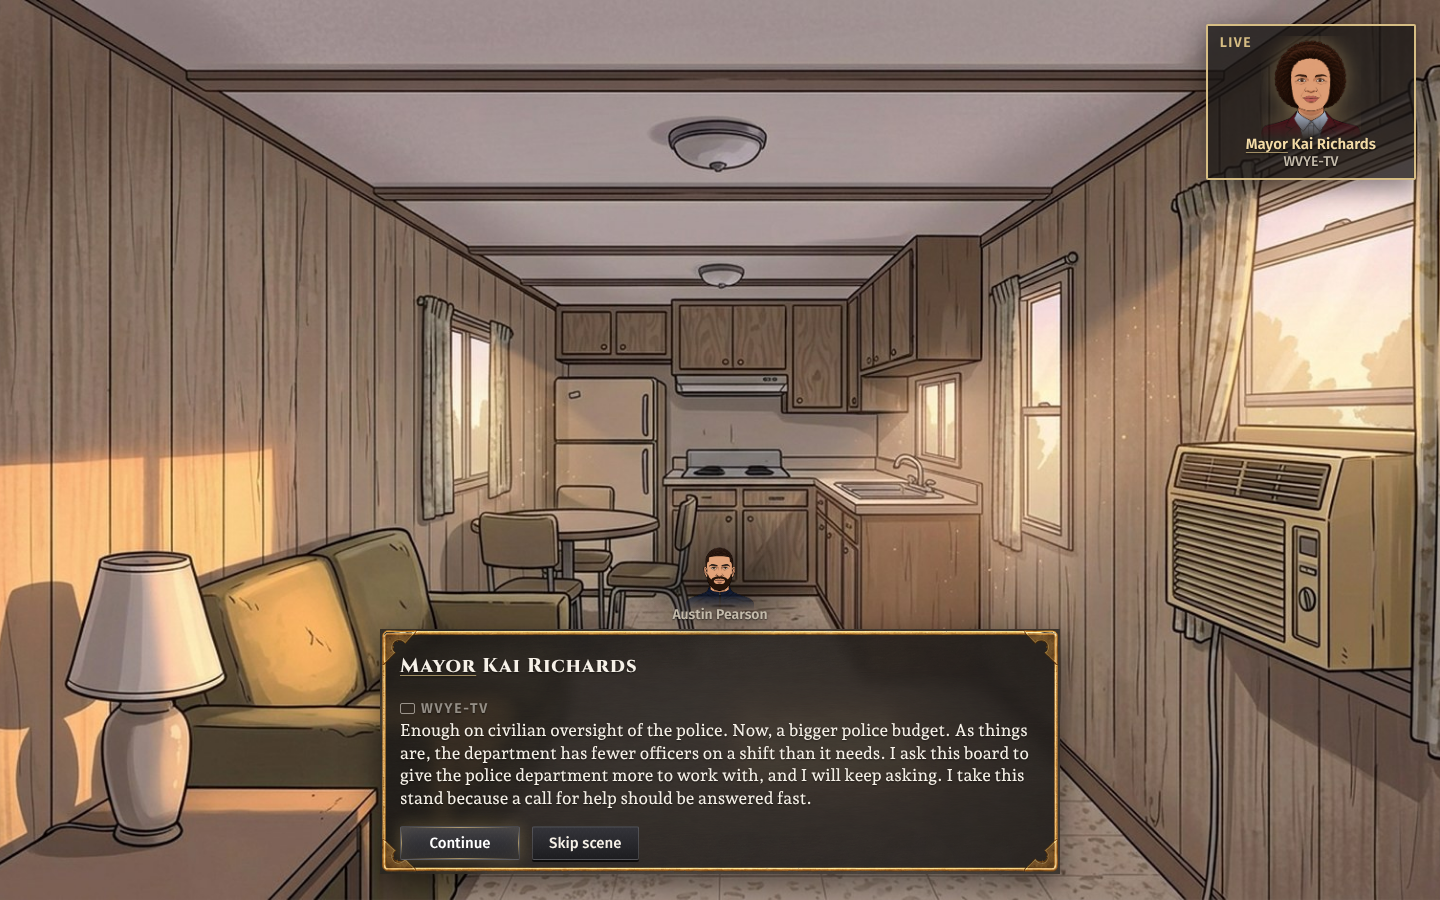 LIVE
Mayor Kai Richards
WVYE-TV
Austin Pearson
Mayor Kai Richards
WVYE-TV
Enough on civilian oversight of the police. Now, a bigger police budget. As things
are, the department has fewer officers on a shift than it needs. I ask this board to
give the police department more to work with, and I will keep asking. I take this
stand because a call for help should be answered fast.
Continue
Skip scene